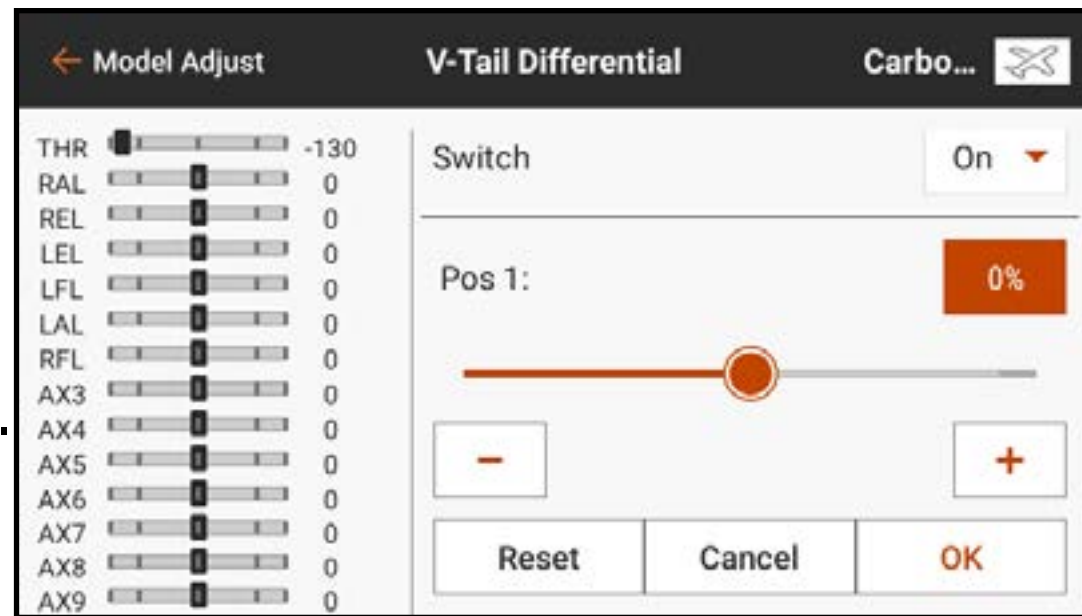 ← Model Adjust V-Tail Differential Carbo...
THR -130
RAL 0
REL 0
LEL 0
LFL 0
LAL 0
RFL 0
AX3 0
AX4 0
AX5 0
AX6 0
AX7 0
AX8 0
AX9 0
Switch On
Pos 1: 0%
− +
Reset Cancel OK